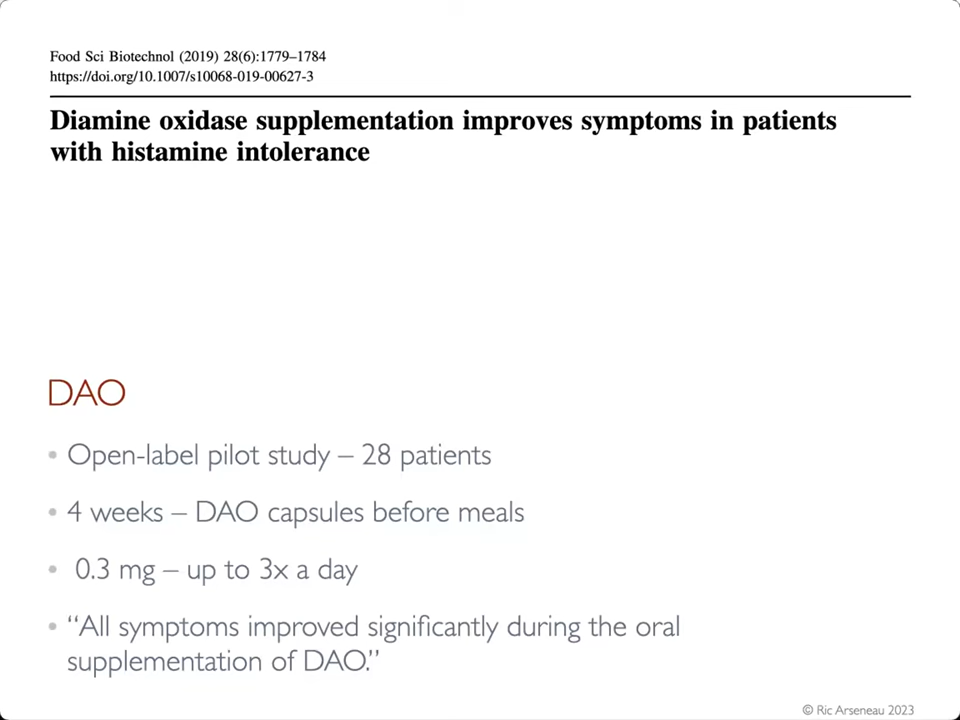 Food Sci Biotechnol (2019) 28(6):1779–1784
https://doi.org/10.1007/s10068-019-00627-3
Diamine oxidase supplementation improves symptoms in patients
with histamine intolerance
DAO
• Open-label pilot study – 28 patients
• 4 weeks – DAO capsules before meals
• 0.3 mg – up to 3x a day
• “All symptoms improved significantly during the oral
supplementation of DAO.”
© Ric Arseneau 2023